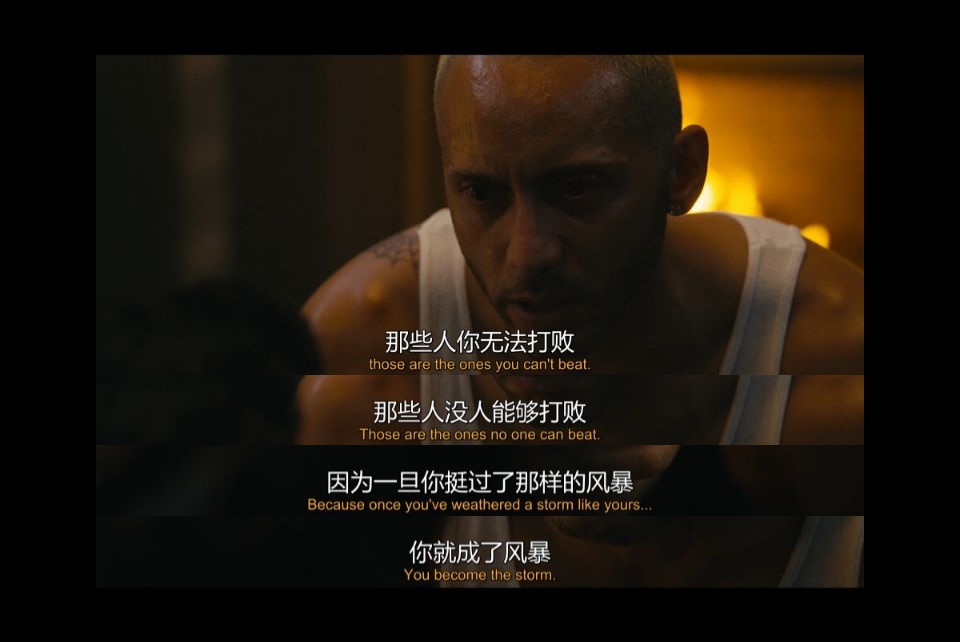 那些人你无法打败
those are the ones you can't beat.
那些人没人能够打败
Those are the ones no one can beat.
因为一旦你挺过了那样的风暴
Because once you've weathered a storm like yours...
你就成了风暴
You become the storm.